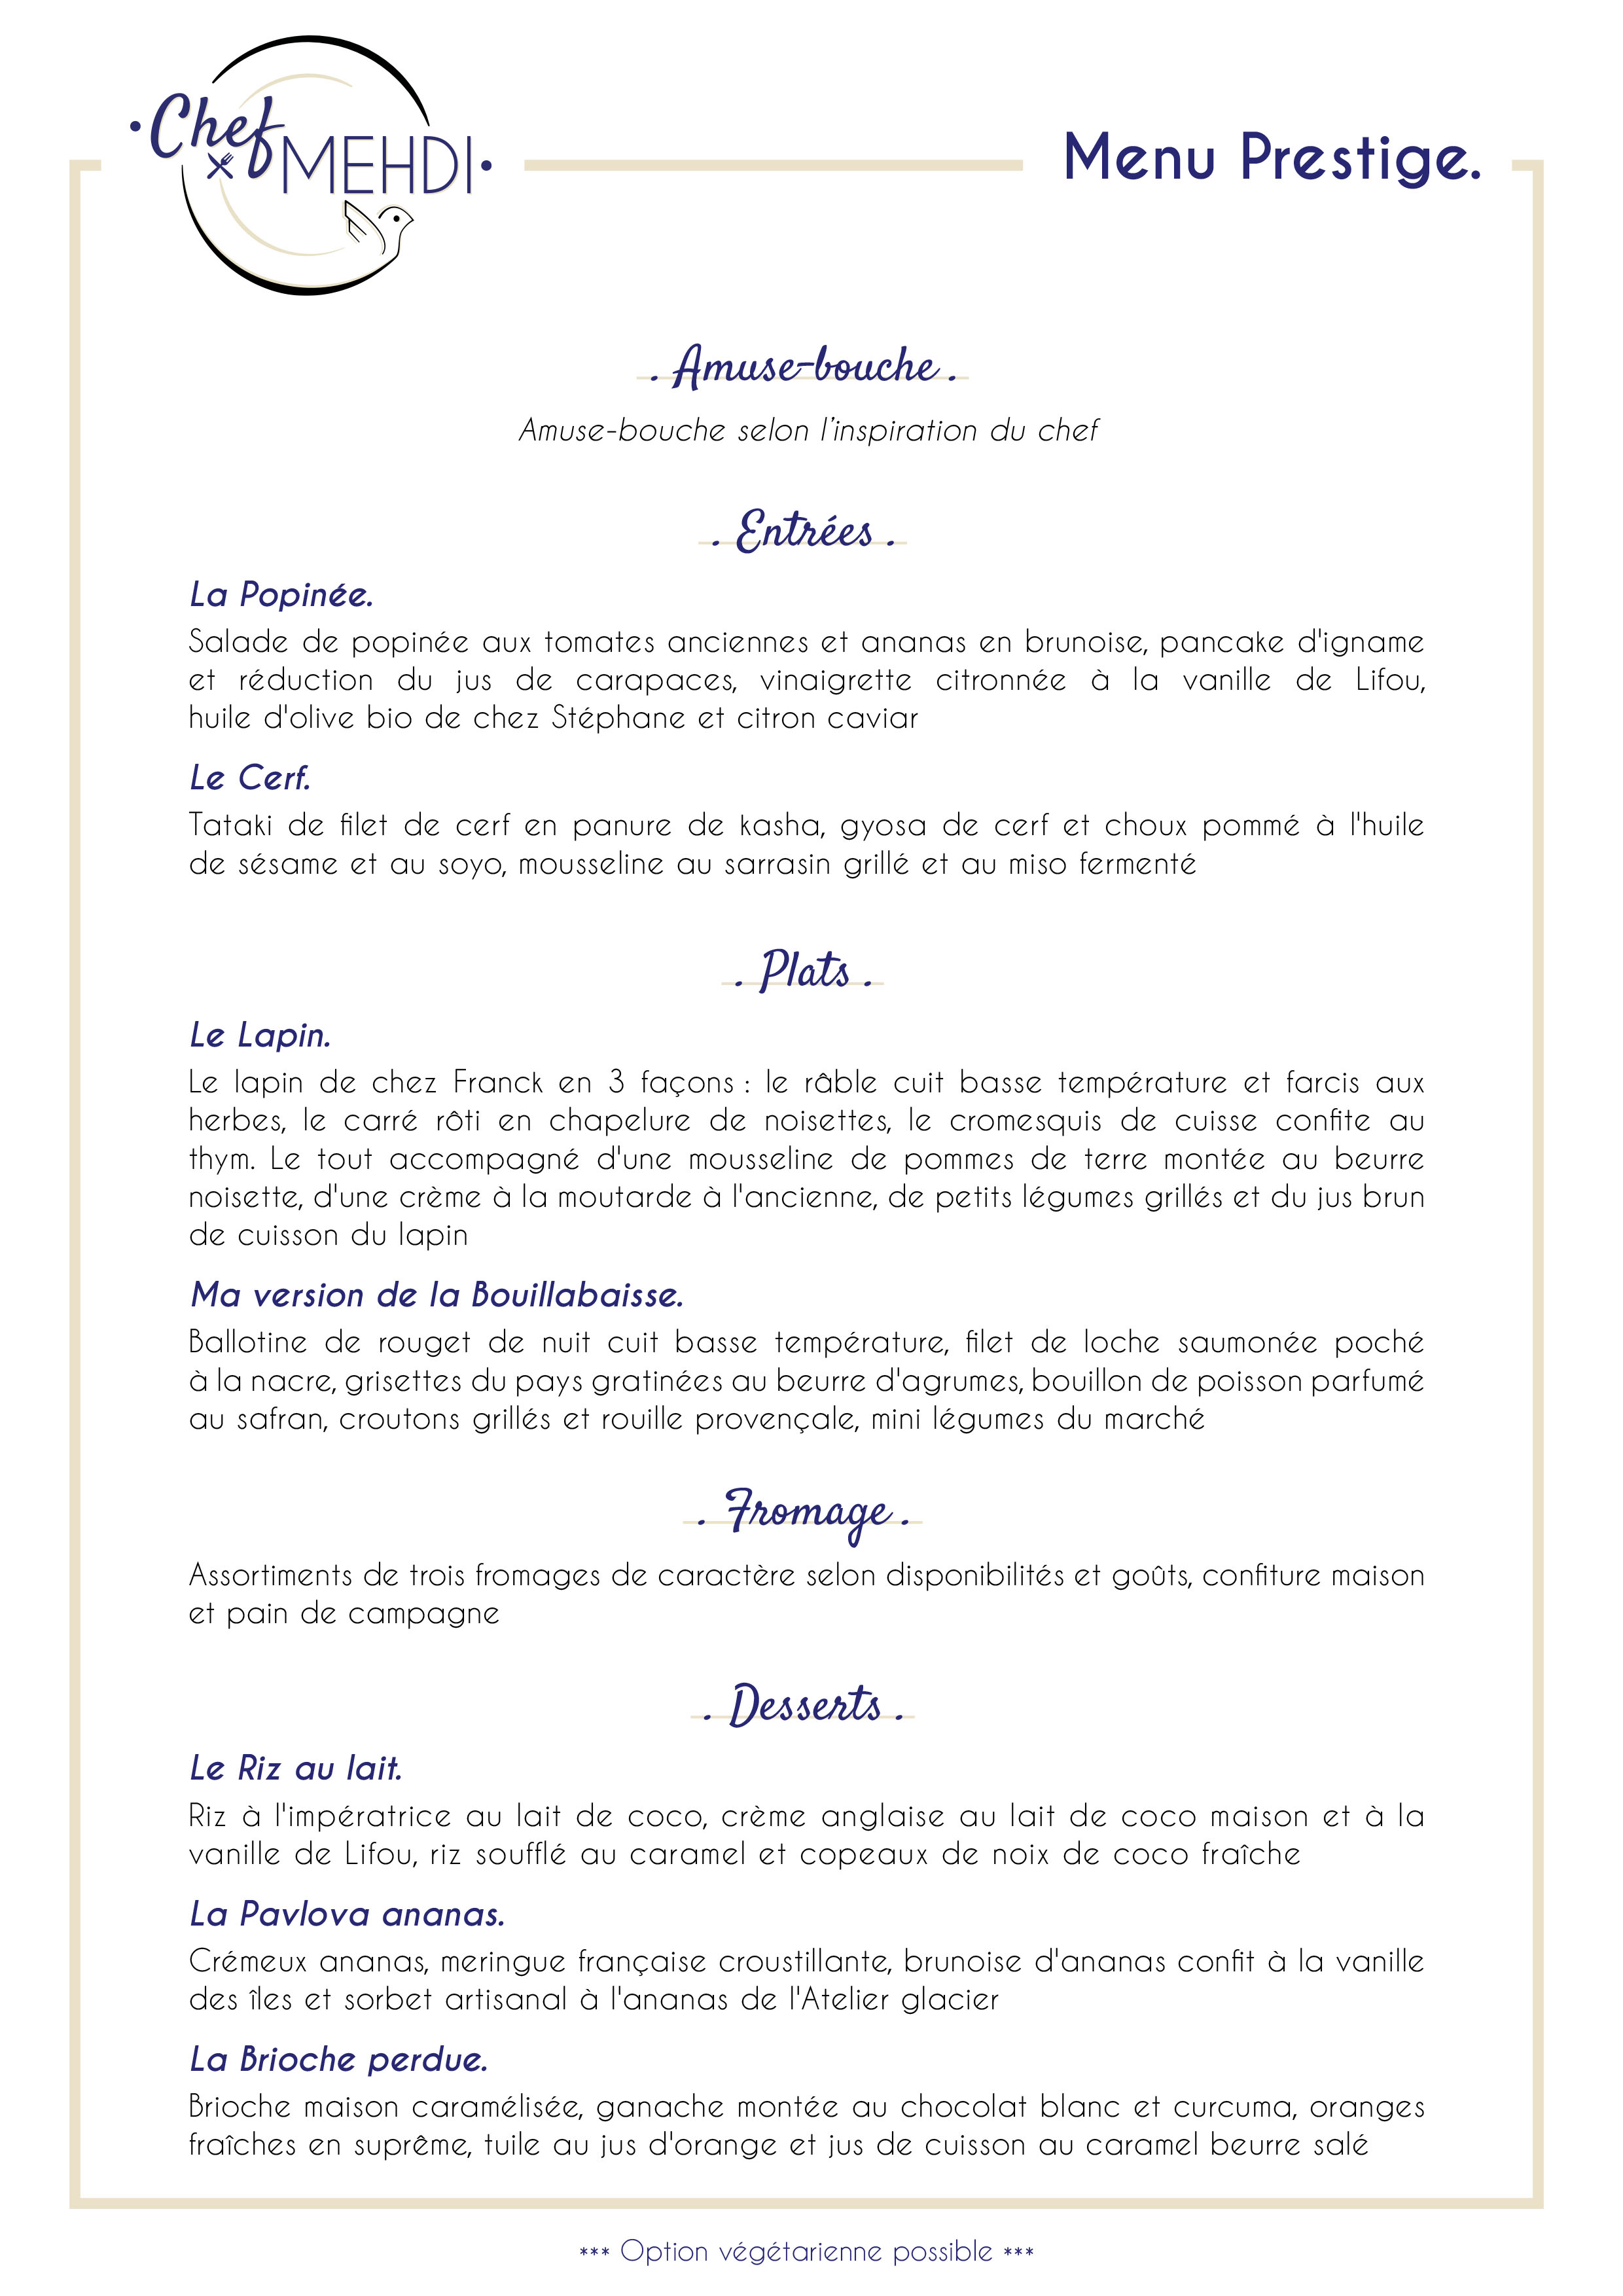 Chef
MEHDI
Menu Prestige.
. Amuse-bouche .
Amuse-bouche selon l'inspiration du chef
. Entrées .
La Popinée.
Salade de popinée aux tomates anciennes et ananas en brunoise, pancake d'igname
et réduction du jus de carapaces, vinaigrette citronnée à la vanille de Lifou,
huile d'olive bio de chez Stéphane et citron caviar
Le Cerf.
Tataki de filet de cerf en panure de kasha, gyosa de cerf et choux pommé à l'huile
de sésame et au soyo, mousseline au sarrasin grillé et au miso fermenté
. Plats .
Le Lapin.
Le lapin de chez Franck en 3 façons : le râble cuit basse température et farcis aux
herbes, le carré rôti en chapelure de noisettes, le cromesquis de cuisse confite au
thym. Le tout accompagné d'une mousseline de pommes de terre montée au beurre
noisette, d'une crème à la moutarde à l'ancienne, de petits légumes grillés et du jus brun
de cuisson du lapin
Ma version de la Bouillabaisse.
Ballotine de rouget de nuit cuit basse température, filet de loche saumonée poché
à la nacre, grisettes du pays gratinées au beurre d'agrumes, bouillon de poisson parfumé
au safran, croutons grillés et rouille provençale, mini légumes du marché
. Fromage .
Assortiments de trois fromages de caractère selon disponibilités et goûts, confiture maison
et pain de campagne
. Desserts .
Le Riz au lait.
Riz à l'impératrice au lait de coco, crème anglaise au lait de coco maison et à la
vanille de Lifou, riz soufflé au caramel et copeaux de noix de coco fraîche
La Pavlova ananas.
Crémeux ananas, meringue française croustillante, brunoise d'ananas confit à la vanille
des îles et sorbet artisanal à l'ananas de l'Atelier glacier
La Brioche perdue.
Brioche maison caramélisée, ganache montée au chocolat blanc et curcuma, oranges
fraîches en suprême, tuile au jus d'orange et jus de cuisson au caramel beurre salé
*** Option végétarienne possible ***